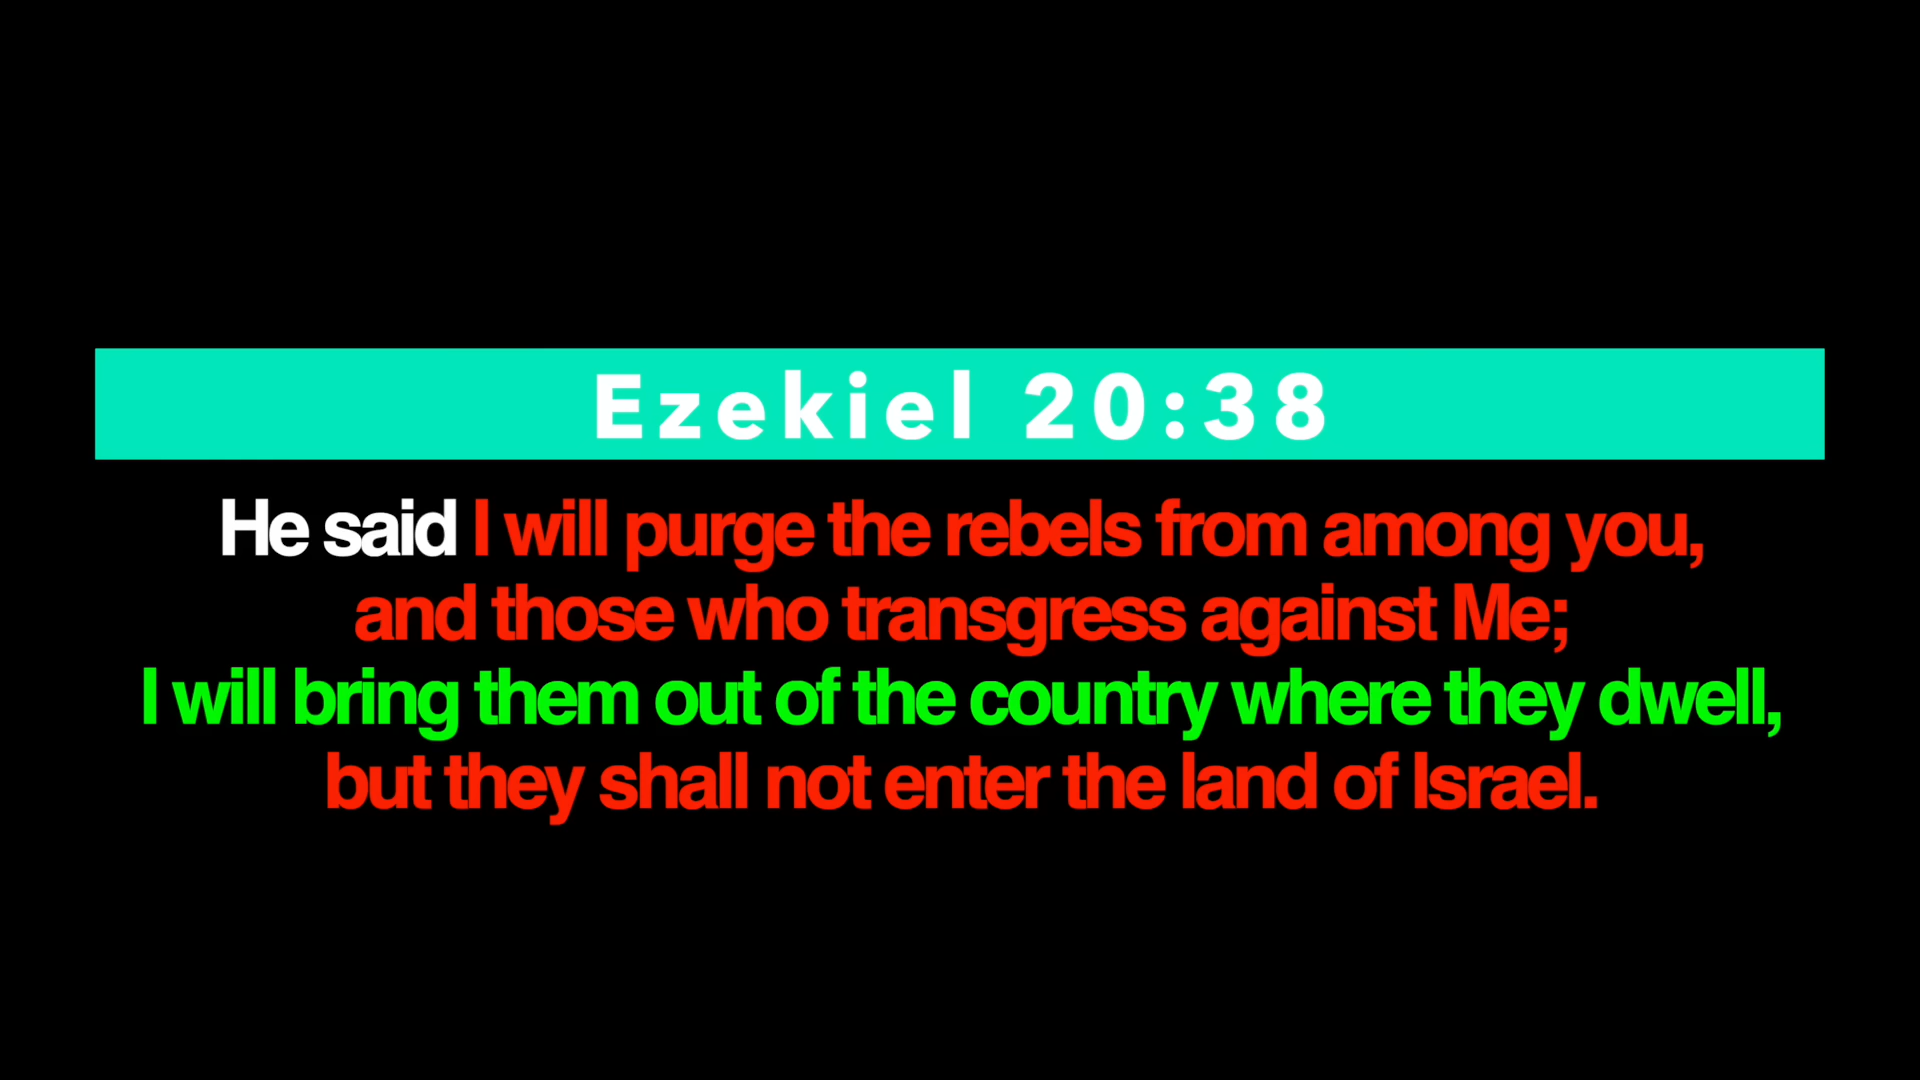 Ezekiel 20:38
He said I will purge the rebels from among you,
and those who transgress against Me;
I will bring them out of the country where they dwell,
but they shall not enter the land of Israel.